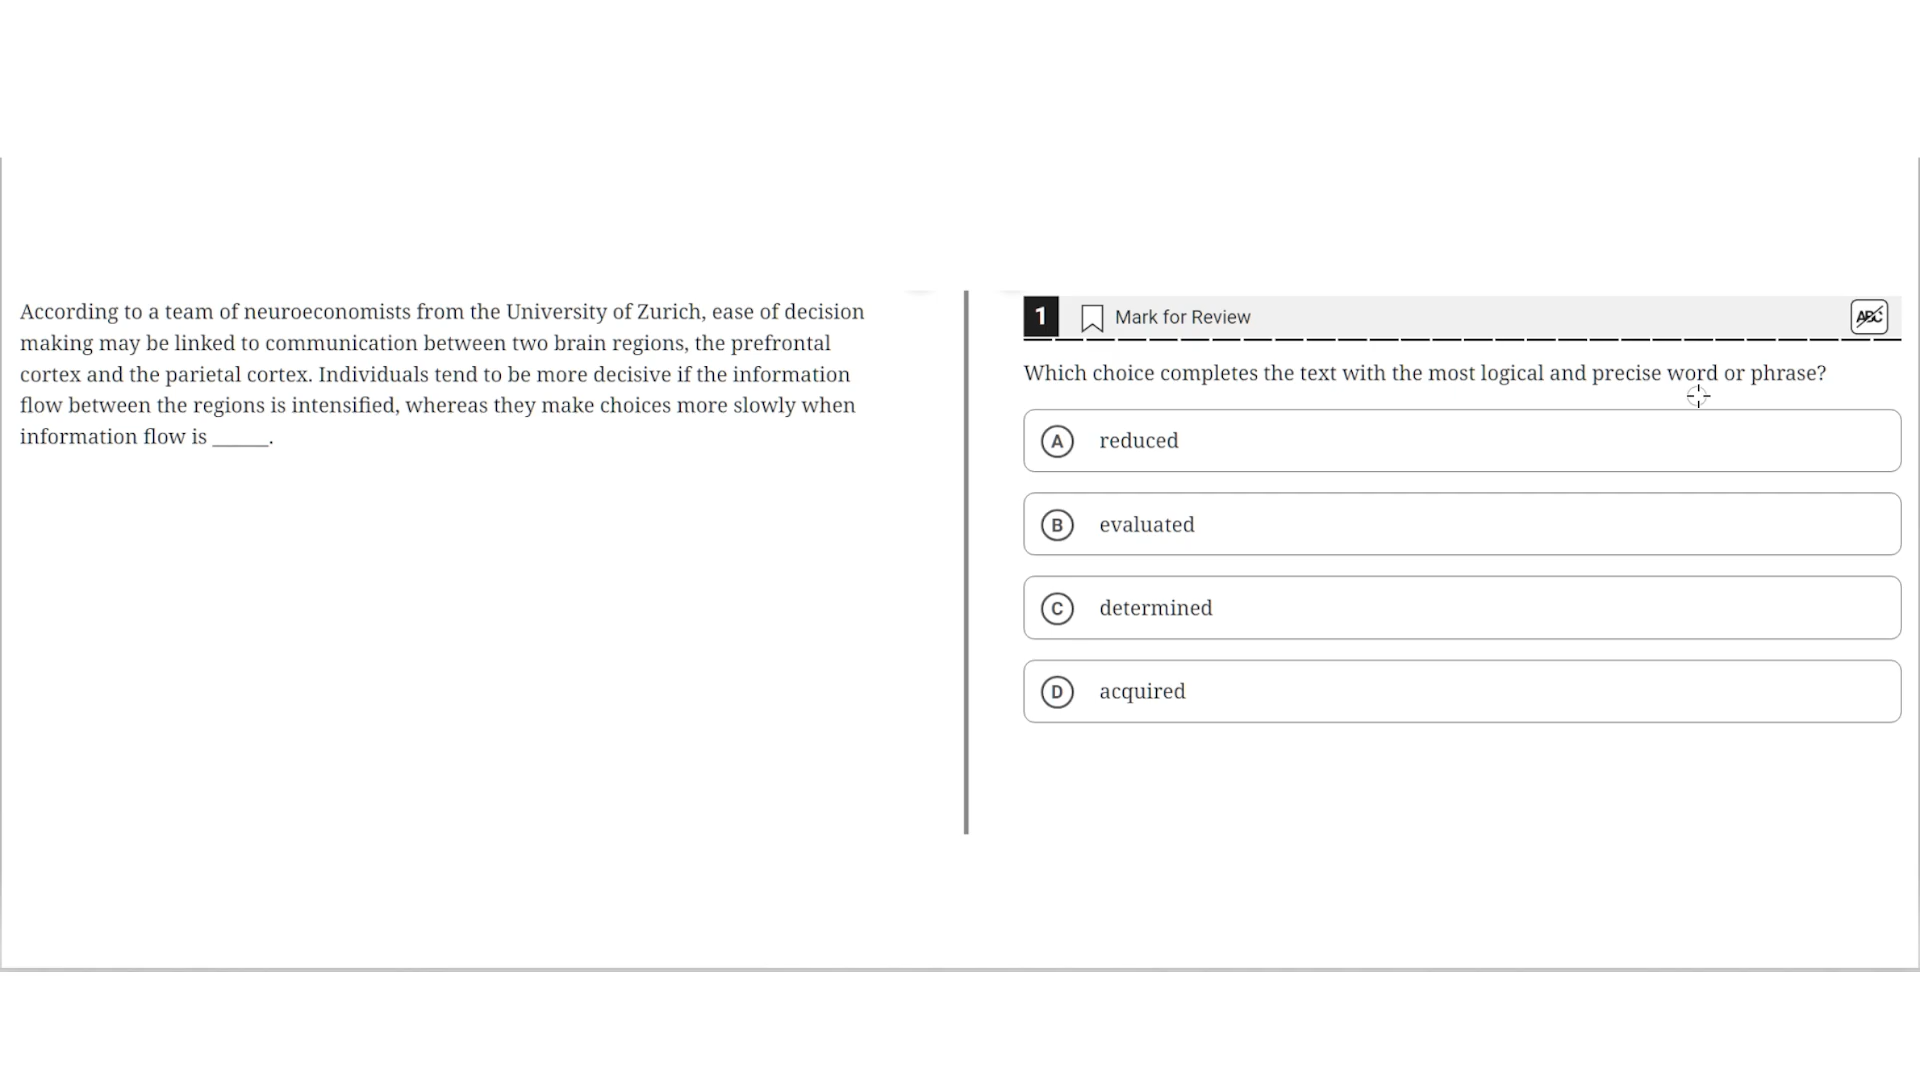 According to a team of neuroeconomists from the University of Zurich, ease of decision
making may be linked to communication between two brain regions, the prefrontal
cortex and the parietal cortex. Individuals tend to be more decisive if the information
flow between the regions is intensified, whereas they make choices more slowly when
information flow is ______.
1 Mark for Review ABC
Which choice completes the text with the most logical and precise word or phrase?
A reduced
B evaluated
C determined
D acquired